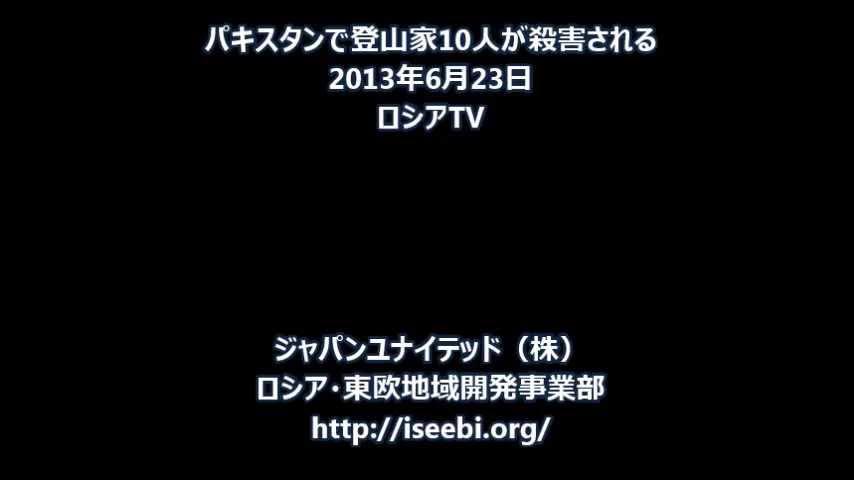 パキスタンで登山家10人が殺害される
2013年6月23日
ロシアTV
ジャパンユナイテッド（株）
ロシア・東欧地域開発事業部
http://iseebi.org/